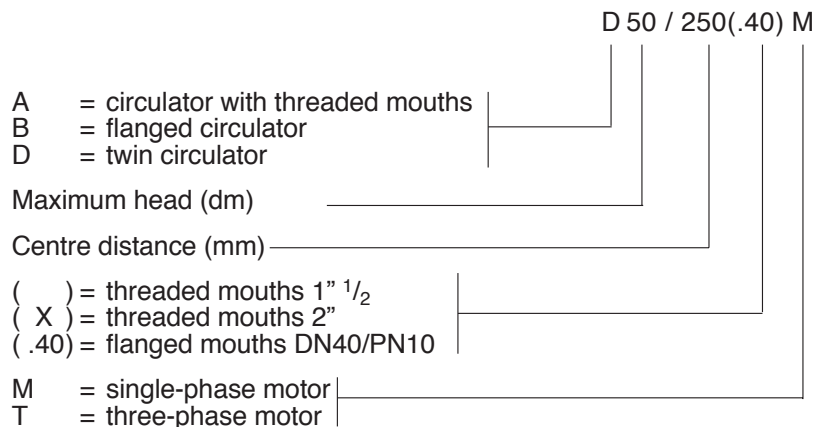 D 50 / 250(.40) M
A = circulator with threaded mouths
B = flanged circulator
D = twin circulator
Maximum head (dm)
Centre distance (mm)
( ) = threaded mouths 1” 1/2
( X ) = threaded mouths 2”
( .40) = flanged mouths DN40/PN10
M = single-phase motor
T = three-phase motor